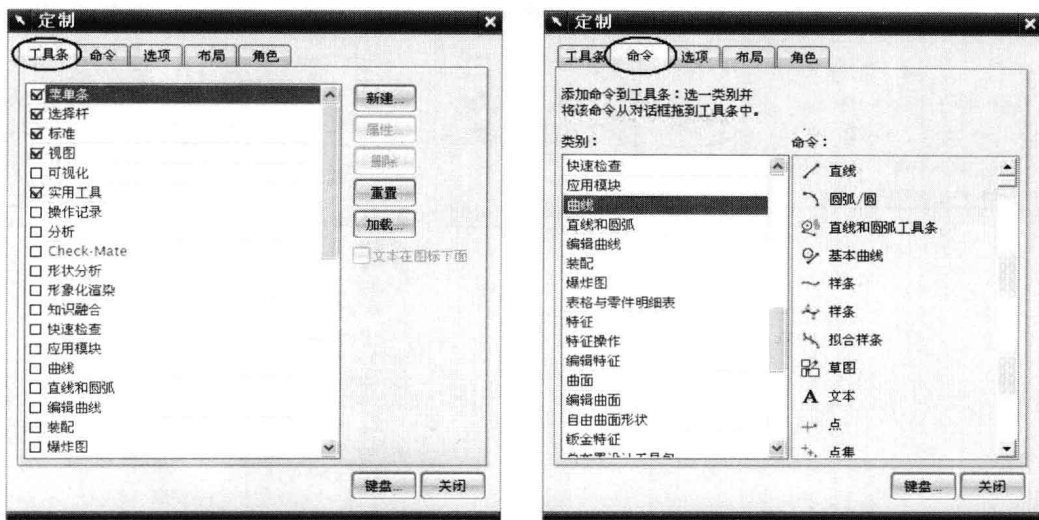 定制
工具条 命令 选项 布局 角色
菜单条
选择杆
标准
视图
可视化
实用工具
操作记录
分析
Check-Mate
形状分析
形象化渲染
知识融合
快速检查
应用模块
曲线
直线和圆弧
编辑曲线
装配
爆炸图
新建...
属性...
删除
重置
加载...
文本在图标下面
键盘... 关闭
定制
工具条 命令 选项 布局 角色
添加命令到工具条：选一类别并
将该命令从对话框拖到工具条中。
类别： 命令：
快速检查
应用模块
曲线
直线和圆弧
编辑曲线
装配
爆炸图
表格与零件明细表
特征
特征操作
编辑特征
曲面
编辑曲面
自由曲面形状
钣金特征
直线
圆弧/圆
直线和圆弧工具条
基本曲线
样条
样条
拟合样条
草图
A 文本
点
点集
键盘... 关闭